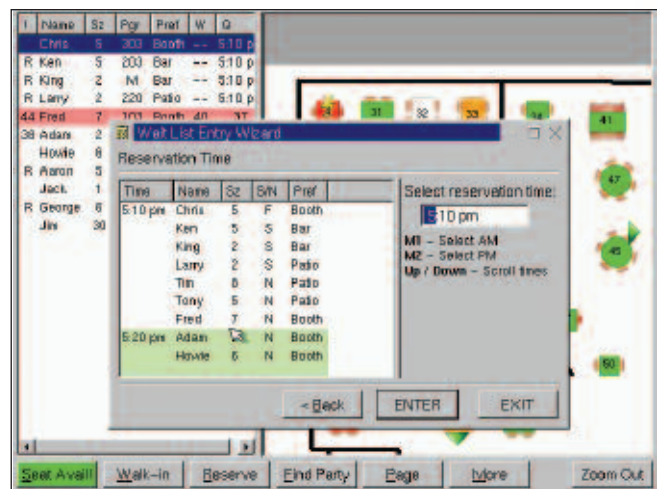 ! Name Sz Pgr Pref W Q
Chris 5 303 Booth -- 5:10 p
R Ken 5 203 Bar -- 5:10 p
R King 2 M Bar -- 5:10 p
R Larry 2 220 Patio -- 5:10 p
44 Fred 7 103 Booth 40 37
38 Adam 2
Howie 6
R Aaron 5
Jack 1
R George 6
Jim 30
31 32 33 34 41
47
45
50
Wait List Entry Wizard
Reservation Time
Time Name Sz S/N Pref
5:10 pm Chris 5 F Booth
Ken 5 S Bar
King 2 S Bar
Larry 2 S Patio
Tim 6 N Patio
Tony 5 N Patio
Fred 7 N Booth
5:20 pm Adam N Booth
Howie 6 N Booth
Select reservation time:
5:10 pm
M1 - Select AM
M2 - Select PM
Up / Down - Scroll times
< Back ENTER EXIT
Seat Avail! Walk-in Reserve Find Party Page More Zoom Out